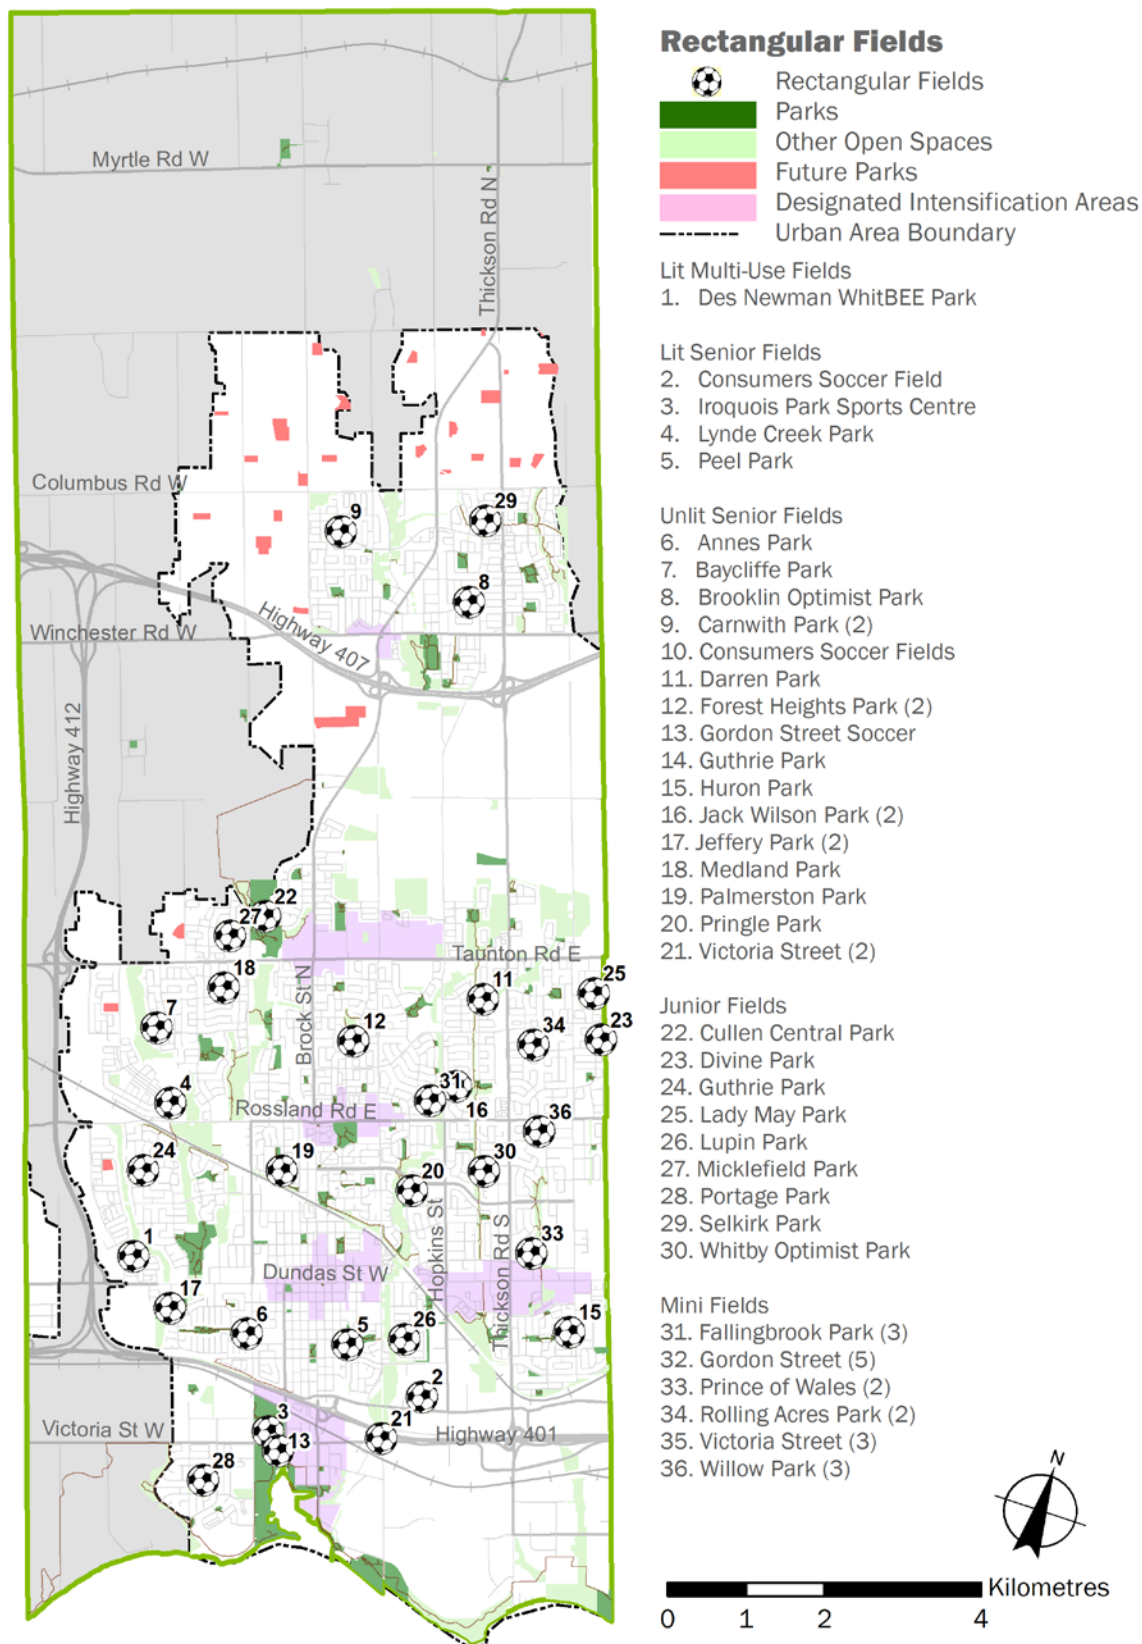 Rectangular Fields
Rectangular Fields
Parks
Other Open Spaces
Future Parks
Designated Intensification Areas
Urban Area Boundary
Lit Multi-Use Fields
1. Des Newman WhitBEE Park
Lit Senior Fields
2. Consumers Soccer Field
3. Iroquois Park Sports Centre
4. Lynde Creek Park
5. Peel Park
Unlit Senior Fields
6. Annes Park
7. Baycliffe Park
8. Brooklin Optimist Park
9. Carnwith Park (2)
10. Consumers Soccer Fields
11. Darren Park
12. Forest Heights Park (2)
13. Gordon Street Soccer
14. Guthrie Park
15. Huron Park
16. Jack Wilson Park (2)
17. Jeffery Park (2)
18. Medland Park
19. Palmerston Park
20. Pringle Park
21. Victoria Street (2)
Junior Fields
22. Cullen Central Park
23. Divine Park
24. Guthrie Park
25. Lady May Park
26. Lupin Park
27. Micklefield Park
28. Portage Park
29. Selkirk Park
30. Whitby Optimist Park
Mini Fields
31. Fallingbrook Park (3)
32. Gordon Street (5)
33. Prince of Wales (2)
34. Rolling Acres Park (2)
35. Victoria Street (3)
36. Willow Park (3)
N
Kilometres
0 1 2 4
Myrtle Rd W
Thickson Rd N
Columbus Rd W
29
9
8
Highway 407
Winchester Rd W
Highway 412
22
27
Taunton Rd E
18
25
11
Brock St N
7
12
34
23
31
4
Rossland Rd E
16
36
24
19
30
20
Hopkins St
Thickson Rd S
1
33
Dundas St W
17
6
5
26
15
2
3
21
Victoria St W
Highway 401
13
28